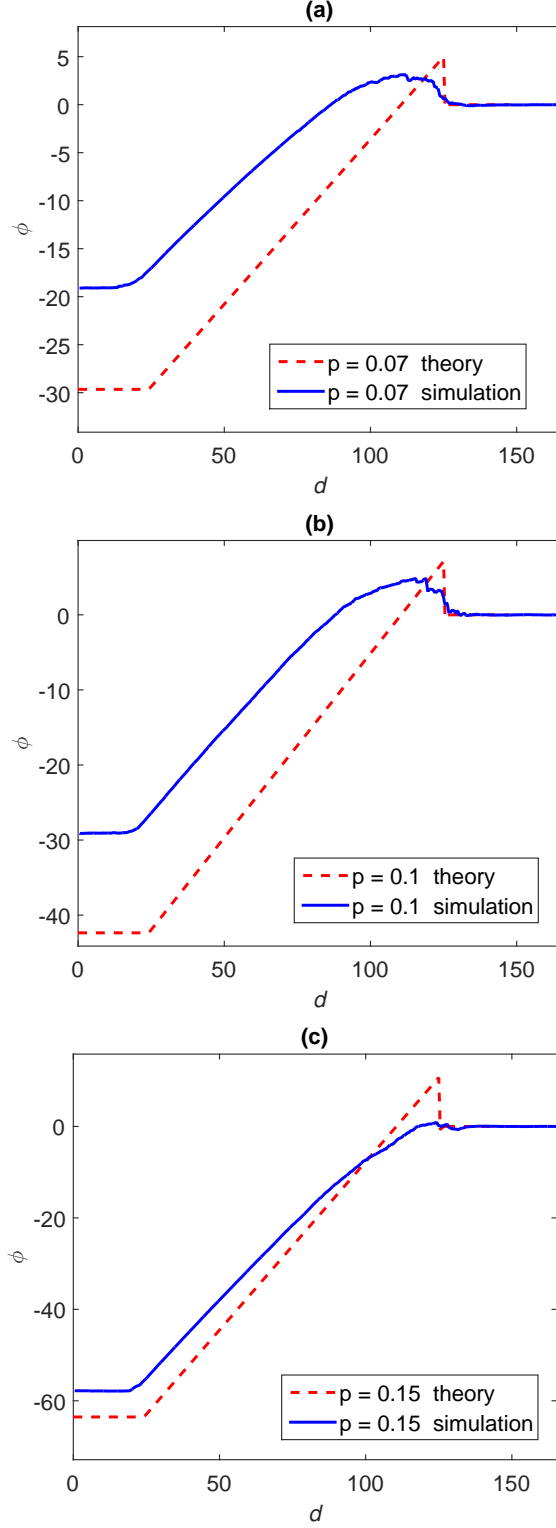 (a)
5
0
-5
-10
-15
-20
-25
-30
ϕ
p = 0.07 theory
p = 0.07 simulation
0 50 100 150
d
(b)
0
-10
-20
-30
-40
ϕ
p = 0.1 theory
p = 0.1 simulation
0 50 100 150
d
(c)
0
-20
-40
-60
ϕ
p = 0.15 theory
p = 0.15 simulation
0 50 100 150
d